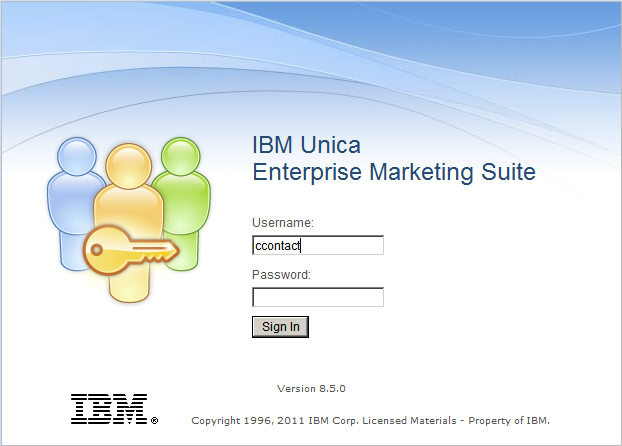 IBM Unica
Enterprise Marketing Suite
Username:
ccontact
Password:
Sign In
Version 8.5.0
IBM®
Copyright 1996, 2011 IBM Corp. Licensed Materials - Property of IBM.